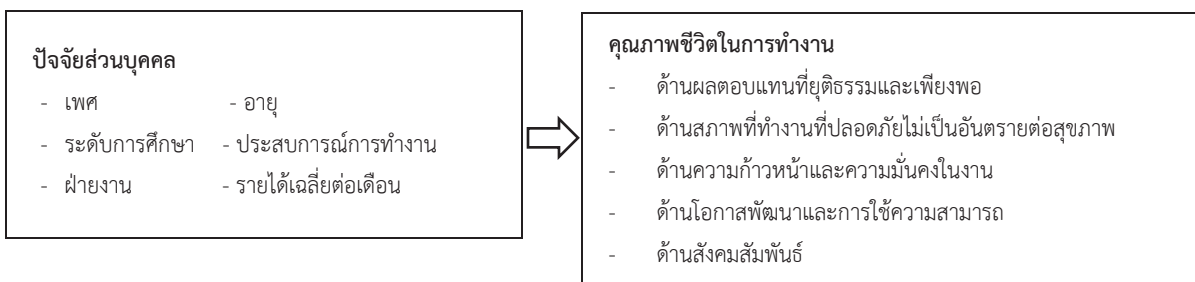 ปัจจัยส่วนบุคคล
- เพศ - อายุ
- ระดับการศึกษา - ประสบการณ์การทำงาน
- ฝ่ายงาน - รายได้เฉลี่ยต่อเดือน
คุณภาพชีวิตในการทำงาน
- ด้านผลตอบแทนที่ยุติธรรมและเพียงพอ
- ด้านสภาพที่ทำงานที่ปลอดภัยไม่เป็นอันตรายต่อสุขภาพ
- ด้านความก้าวหน้าและความมั่นคงในงาน
- ด้านโอกาสพัฒนาและการใช้ความสามารถ
- ด้านสังคมสัมพันธ์